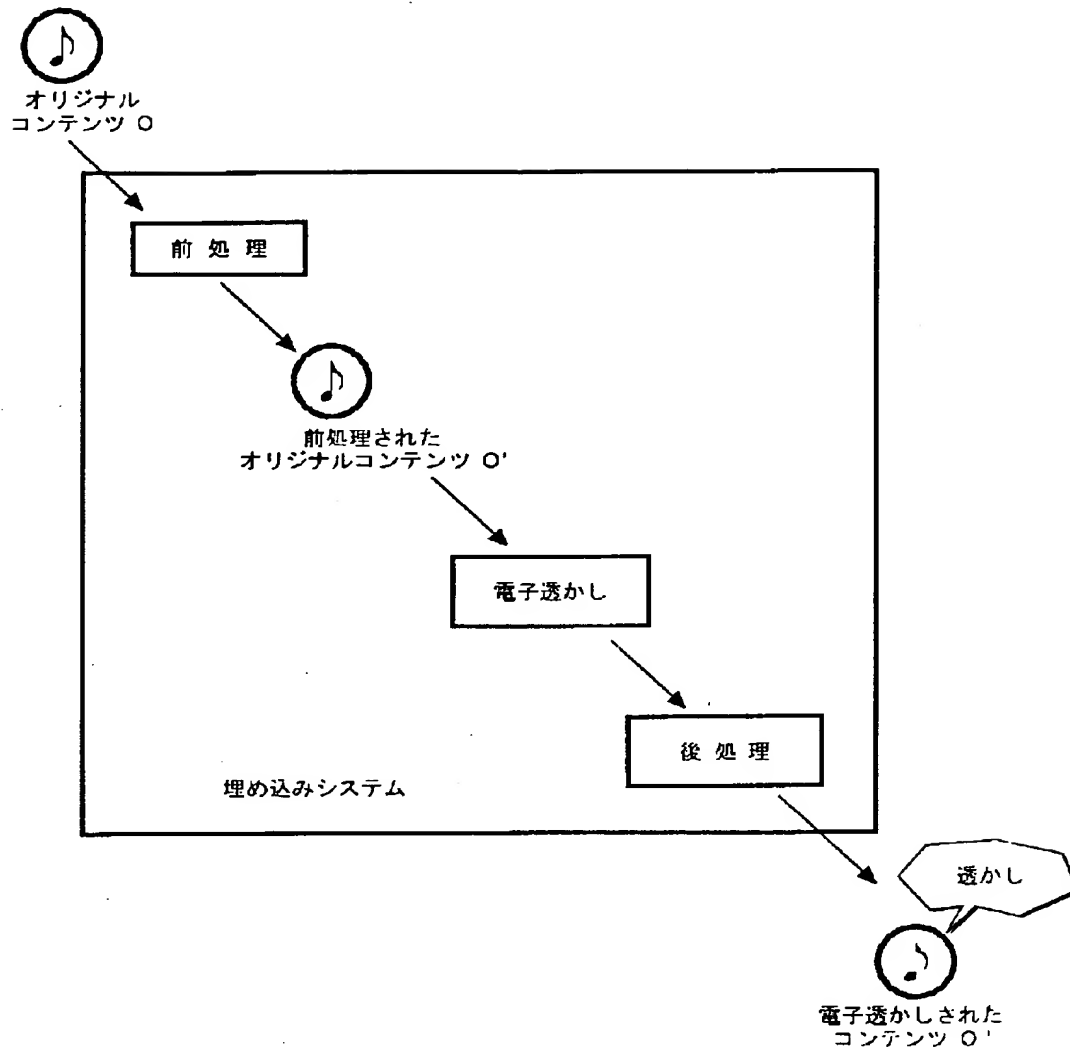 オリジナル
コンテンツ O
前 処 理
前処理された
オリジナルコンテンツ O'
電子透かし
後 処 理
埋め込みシステム
透かし
電子透かしされた
コンテンツ O '